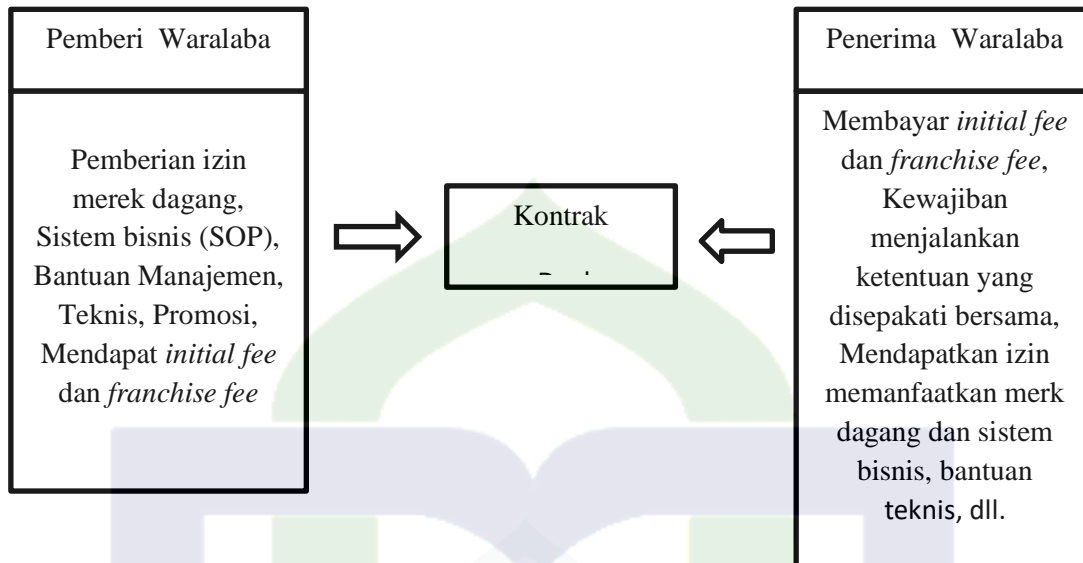 Pemberi Waralaba
Pemberian izin
merek dagang,
Sistem bisnis (SOP),
Bantuan Manajemen,
Teknis, Promosi,
Mendapat initial fee
dan franchise fee
Kontrak
Penerima Waralaba
Membayar initial fee
dan franchise fee,
Kewajiban
menjalankan
ketentuan yang
disepakati bersama,
Mendapatkan izin
memanfaatkan merk
dagang dan sistem
bisnis, bantuan
teknis, dll.